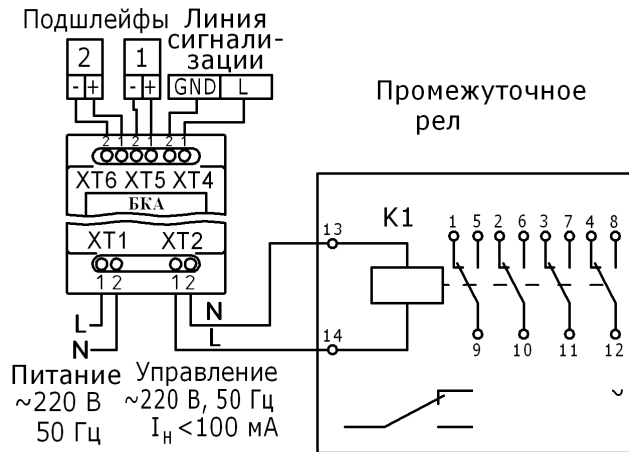 Подшлейфы Линия
сигнали-
зации
2 1
- + - + GND L
Промежуточное
рел
2 1 2 1 2 1
XT6 XT5 XT4
БКА
XT1 XT2
1 2 1 2
13 K1
1 5 2 6 3 7 4 8
L N
N L
14
9 10 11 12
Питание Управление
~220 В ~220 В, 50 Гц
50 Гц Iн <100 мА
~